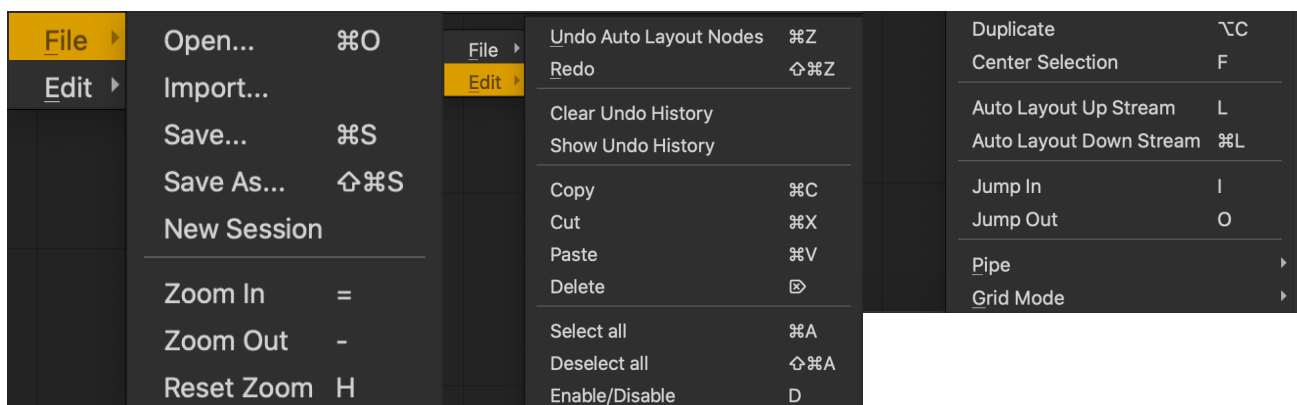 File
Edit
Open... ⌘O
Import...
Save... ⌘S
Save As... ⇧⌘S
New Session
Zoom In =
Zoom Out -
Reset Zoom H
File
Edit
Undo Auto Layout Nodes ⌘Z
Redo ⇧⌘Z
Clear Undo History
Show Undo History
Copy ⌘C
Cut ⌘X
Paste ⌘V
Delete ⌦
Select all ⌘A
Deselect all ⇧⌘A
Enable/Disable D
Duplicate ⌥C
Center Selection F
Auto Layout Up Stream L
Auto Layout Down Stream ⌘L
Jump In I
Jump Out O
Pipe
Grid Mode